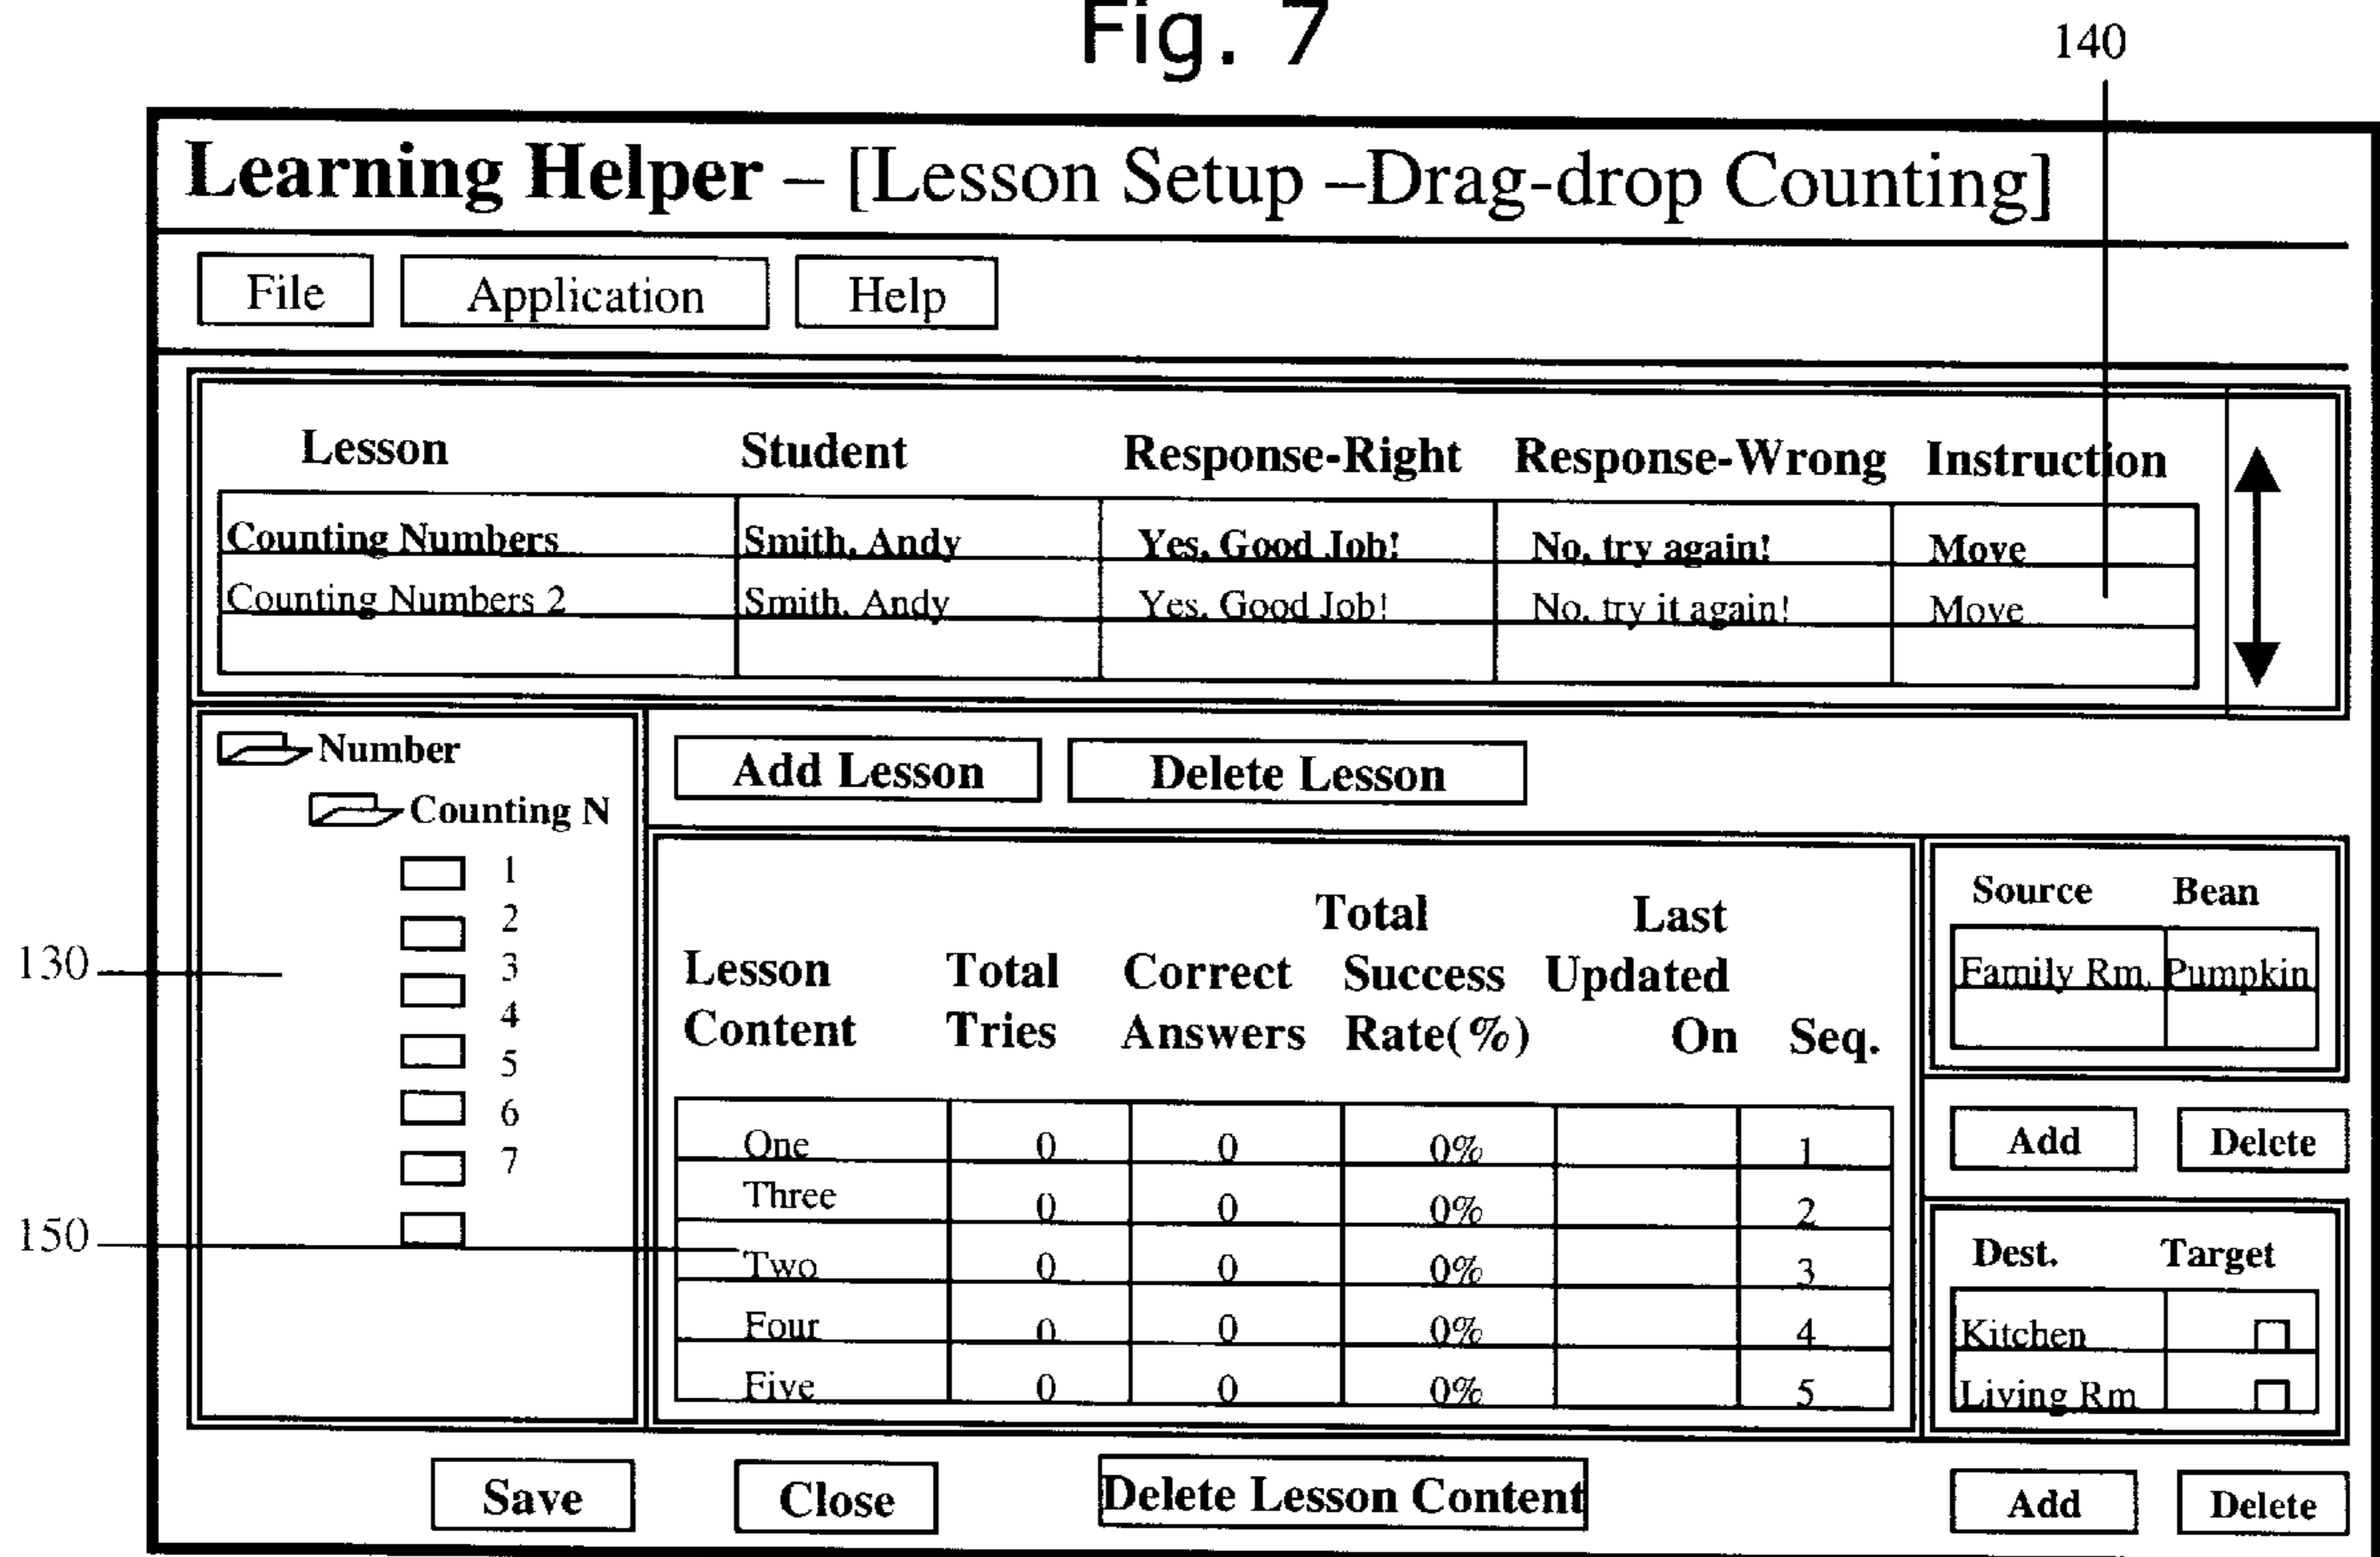 Fig. 7
140
Learning Helper – [Lesson Setup –Drag-drop Counting]
File Application Help
Lesson Student Response-Right Response-Wrong Instruction
Counting Numbers Smith, Andy Yes, Good Job! No, try again! Move
Counting Numbers 2 Smith, Andy Yes, Good Job! No, try it again! Move
Number
Counting N
1
2
3
4
5
6
7
130
150
Add Lesson Delete Lesson
Total Last
Lesson Total Correct Success Updated
Content Tries Answers Rate(%) On Seq.
One 0 0 0% 1
Three 0 0 0% 2
Two 0 0 0% 3
Four 0 0 0% 4
Five 0 0 0% 5
Source Bean
Family Rm. Pumpkin
Add Delete
Dest. Target
Kitchen
Living Rm
Save Close Delete Lesson Content Add Delete